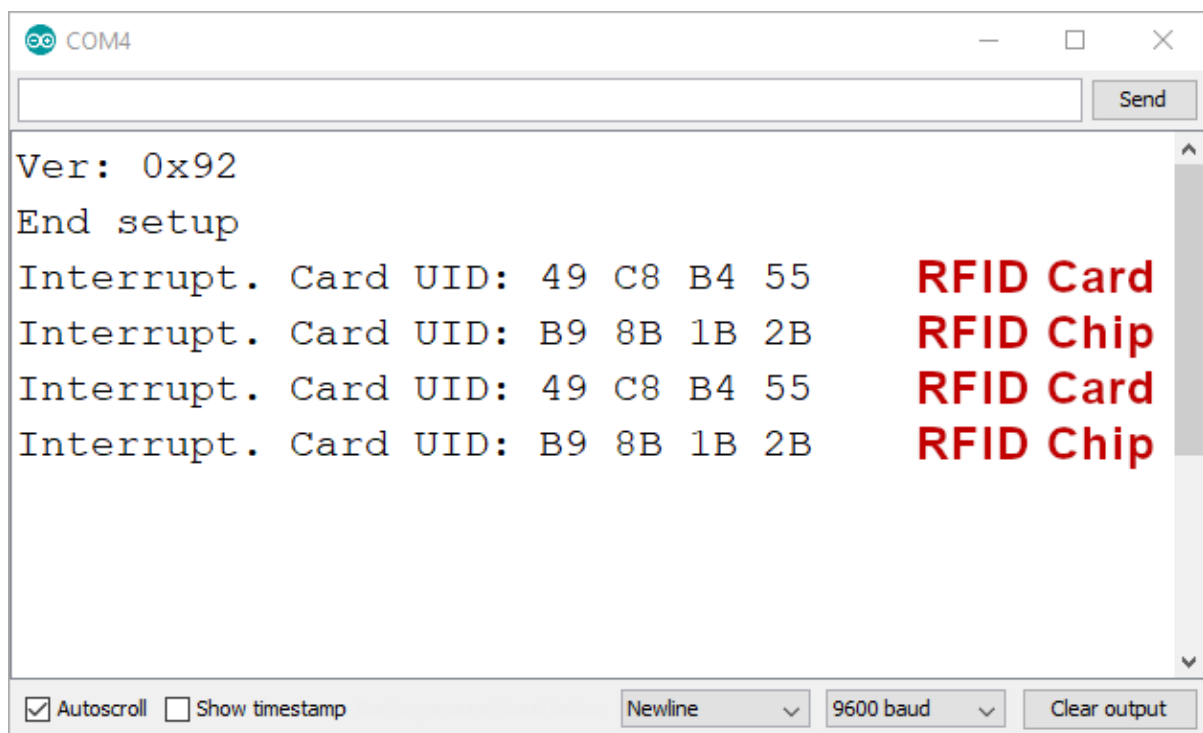 COM4
Send
Ver: 0x92
End setup
Interrupt. Card UID: 49 C8 B4 55 RFID Card
Interrupt. Card UID: B9 8B 1B 2B RFID Chip
Interrupt. Card UID: 49 C8 B4 55 RFID Card
Interrupt. Card UID: B9 8B 1B 2B RFID Chip
Autoscroll Show timestamp Newline 9600 baud Clear output